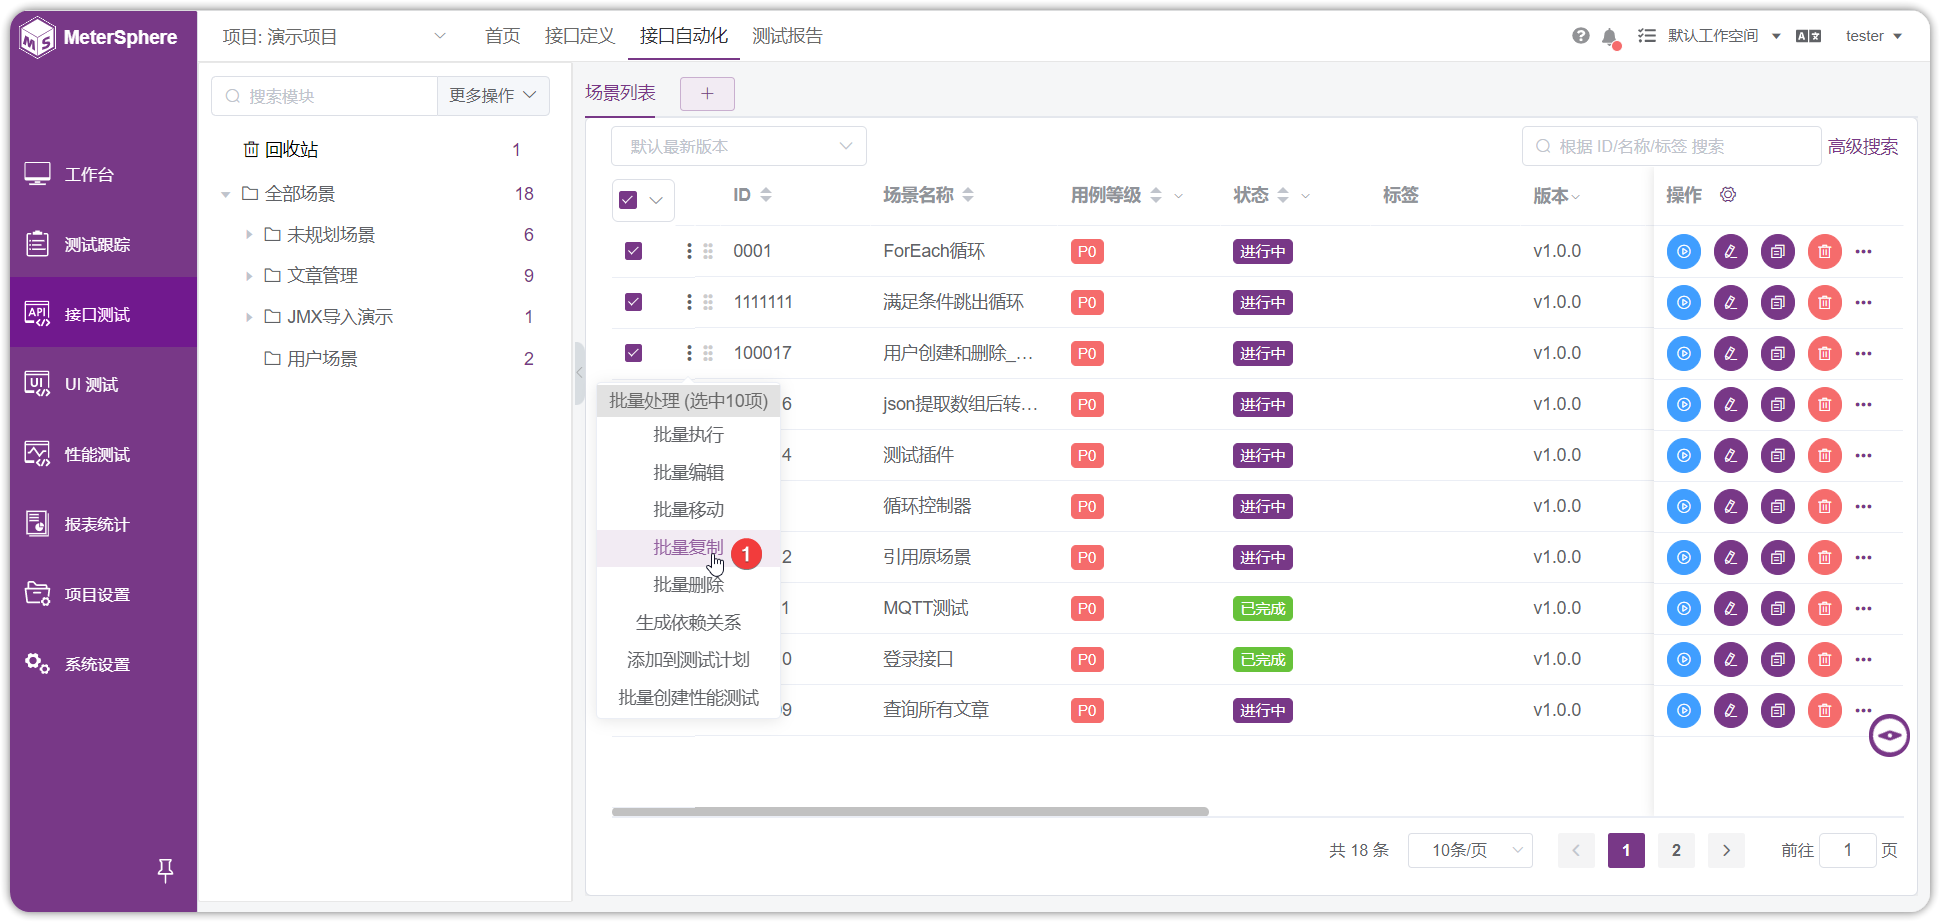 MeterSphere
项目: 演示项目
首页
接口定义
接口自动化
测试报告
默认工作空间
tester
工作台
测试跟踪
接口测试
UI 测试
性能测试
报表统计
项目设置
系统设置
搜索模块
更多操作
回收站 1
全部场景 18
未规划场景 6
文章管理 9
JMX导入演示 1
用户场景 2
场景列表
+
默认最新版本
根据 ID/名称/标签 搜索
高级搜索
ID 场景名称 用例等级 状态 标签 版本 操作
0001 ForEach循环 P0 进行中 v1.0.0
1111111 满足条件跳出循环 P0 进行中 v1.0.0
100017 用户创建和删除_... P0 进行中 v1.0.0
6 json提取数组后转... P0 进行中 v1.0.0
4 测试插件 P0 进行中 v1.0.0
循环控制器 P0 进行中 v1.0.0
2 引用原场景 P0 进行中 v1.0.0
1 MQTT测试 P0 已完成 v1.0.0
0 登录接口 P0 已完成 v1.0.0
9 查询所有文章 P0 进行中 v1.0.0
批量处理 (选中10项)
批量执行
批量编辑
批量移动
批量复制 1
批量删除
生成依赖关系
添加到测试计划
批量创建性能测试
共 18 条
10条/页
1
2
前往 1 页